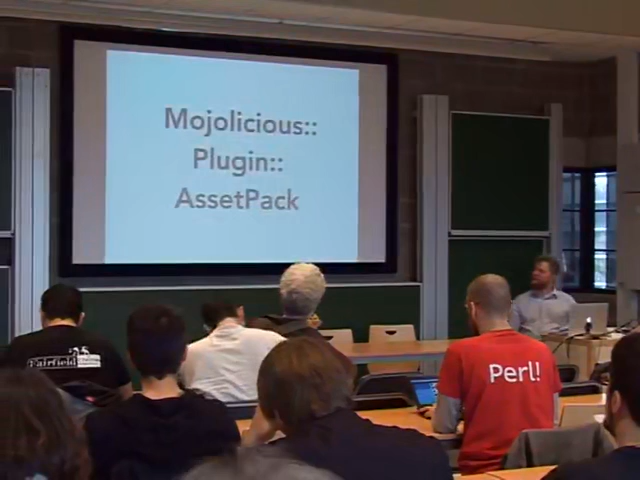 Mojolicious::
Plugin::
AssetPack
Perl!
Fairfield